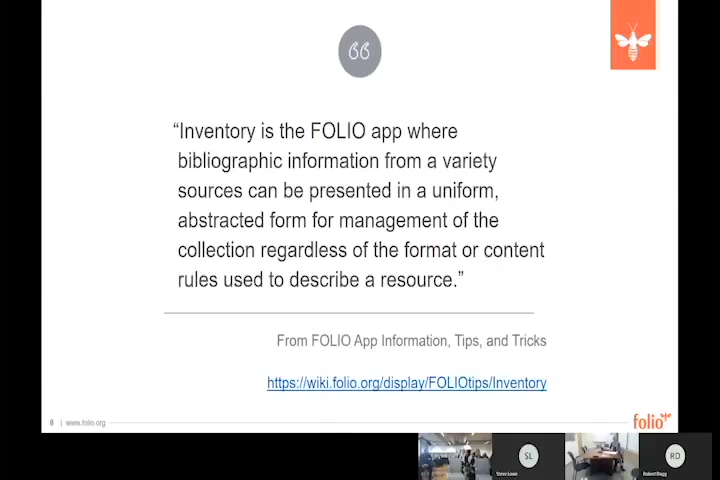 “Inventory is the FOLIO app where
bibliographic information from a variety
sources can be presented in a uniform,
abstracted form for management of the
collection regardless of the format or content
rules used to describe a resource.”
From FOLIO App Information, Tips, and Tricks
https://wiki.folio.org/display/FOLIOtips/Inventory
8 | www.folio.org
folio
SL
RD